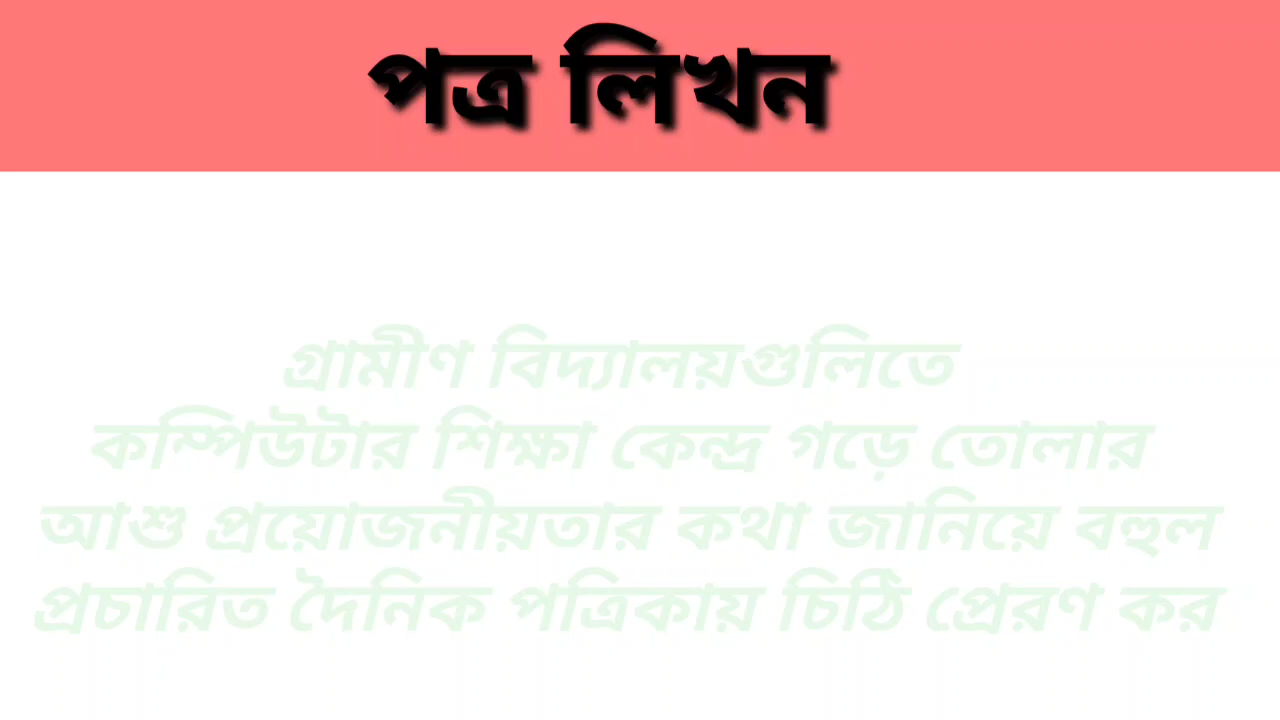 পত্র লিখন
গ্রামীণ বিদ্যালয়গুলিতে
কম্পিউটার শিক্ষা কেন্দ্র গড়ে তোলার
আশু প্রয়োজনীয়তার কথা জানিয়ে বহুল
প্রচারিত দৈনিক পত্রিকায় চিঠি প্রেরণ কর